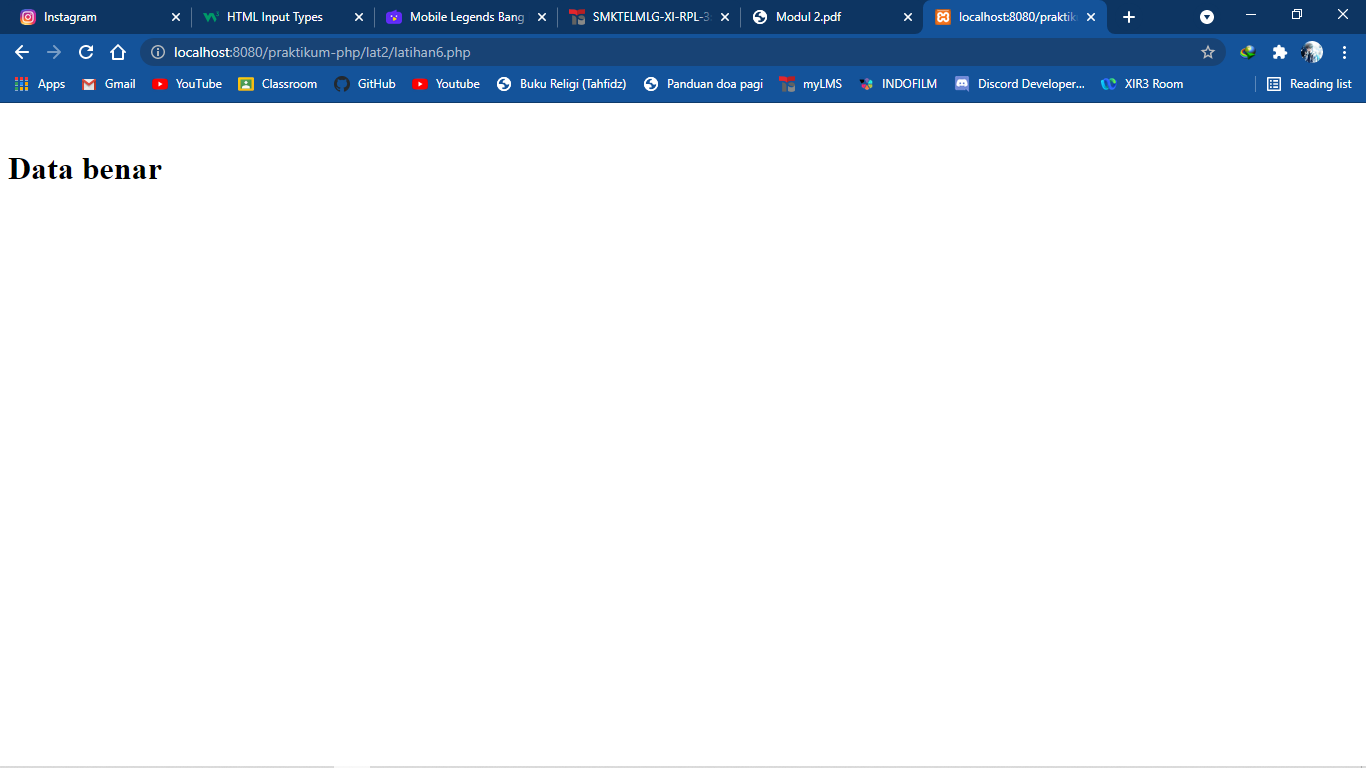 Instagram
HTML Input Types
Mobile Legends Bang
SMKTELMLG-XI-RPL-3
Modul 2.pdf
localhost:8080/praktik
localhost:8080/praktikum-php/lat2/latihan6.php
Apps Gmail YouTube Classroom GitHub Youtube Buku Religi (Tahfidz) Panduan doa pagi myLMS INDOFILM Discord Developer... XIR3 Room Reading list
Data benar